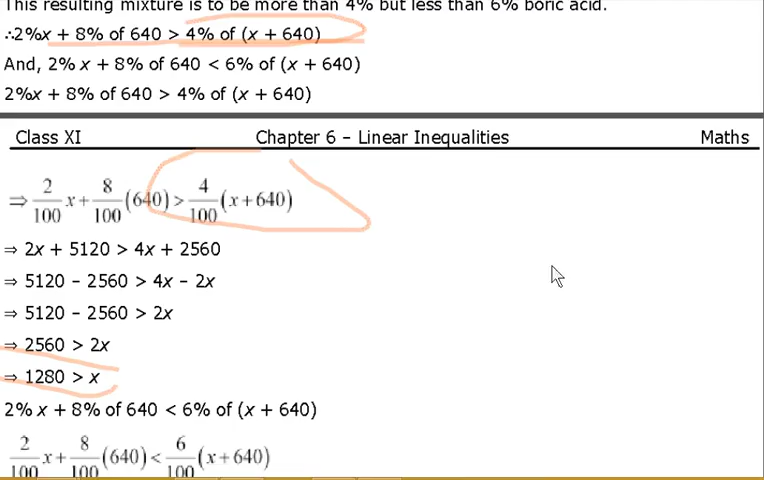 This resulting mixture is to be more than 4% but less than 6% boric acid.
∴2%x + 8% of 640 > 4% of (x + 640)
And, 2% x + 8% of 640 < 6% of (x + 640)
2%x + 8% of 640 > 4% of (x + 640)
Class XI Chapter 6 – Linear Inequalities Maths
⇒ 2/100 x + 8/100 (640) > 4/100 (x + 640)
⇒ 2x + 5120 > 4x + 2560
⇒ 5120 – 2560 > 4x – 2x
⇒ 5120 – 2560 > 2x
⇒ 2560 > 2x
⇒ 1280 > x
2% x + 8% of 640 < 6% of (x + 640)
2/100 x + 8/100 (640) < 6/100 (x + 640)